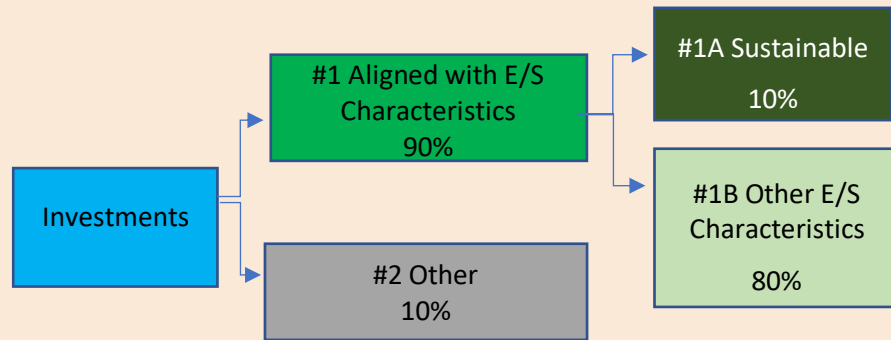 Investments
#1 Aligned with E/S
Characteristics
90%
#2 Other
10%
#1A Sustainable
10%
#1B Other E/S
Characteristics
80%